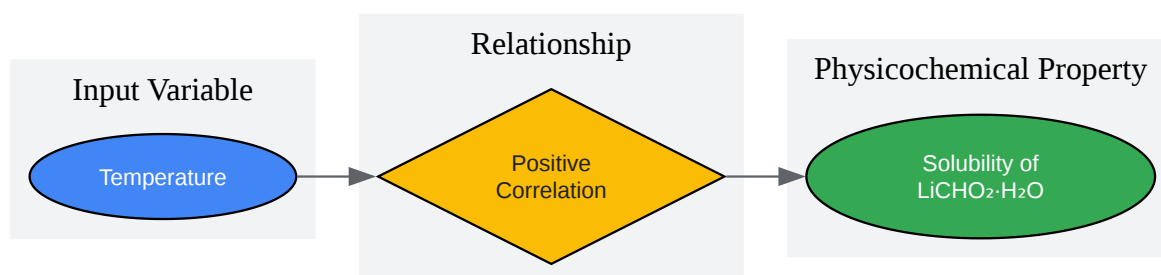 Input Variable
Temperature
Relationship
Positive
Correlation
Physicochemical Property
Solubility of
LiCHO₂·H₂O